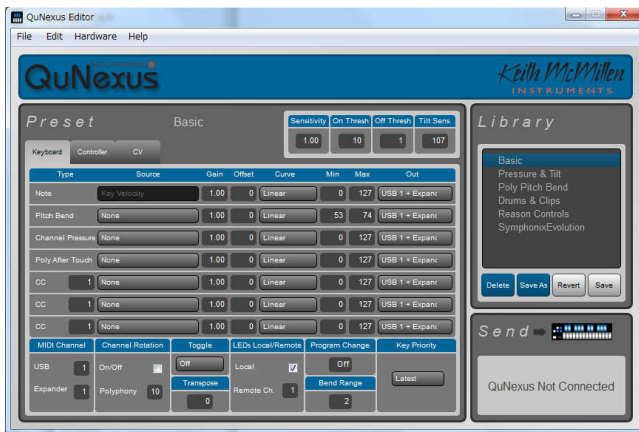 QuNexus Editor
File Edit Hardware Help
QuNexus
Keith McMillen
INSTRUMENTS
Preset Basic
Sensitivity On Thresh Off Thresh Tilt Sens.
1.00 10 1 107
Keyboard Controller CV
Type Source Gain Offset Curve Min Max Out
Note Key Velocity 1.00 0 Linear 0 127 USB 1 + Expanc
Pitch Bend None 1.00 0 Linear 53 74 USB 1 + Expanc
Channel Pressure None 1.00 0 Linear 0 127 USB 1 + Expanc
Poly After Touch None 1.00 0 Linear 0 127 USB 1 + Expanc
CC 1 None 1.00 0 Linear 0 127 USB 1 + Expanc
CC 1 None 1.00 0 Linear 0 127 USB 1 + Expanc
CC 1 None 1.00 0 Linear 0 127 USB 1 + Expanc
MIDI Channel Channel Rotation Toggle LEDs Local/Remote Program Change Key Priority
USB 1 On/Off Off Local Off Latest
Transpose Bend Range
Expander 1 Polyphony 10 0 Remote Ch. 1 2
Library
Basic
Pressure & Tilt
Poly Pitch Bend
Drums & Clips
Reason Controls
SymphonixEvolution
Delete Save As Revert Save
Send
QuNexus Not Connected